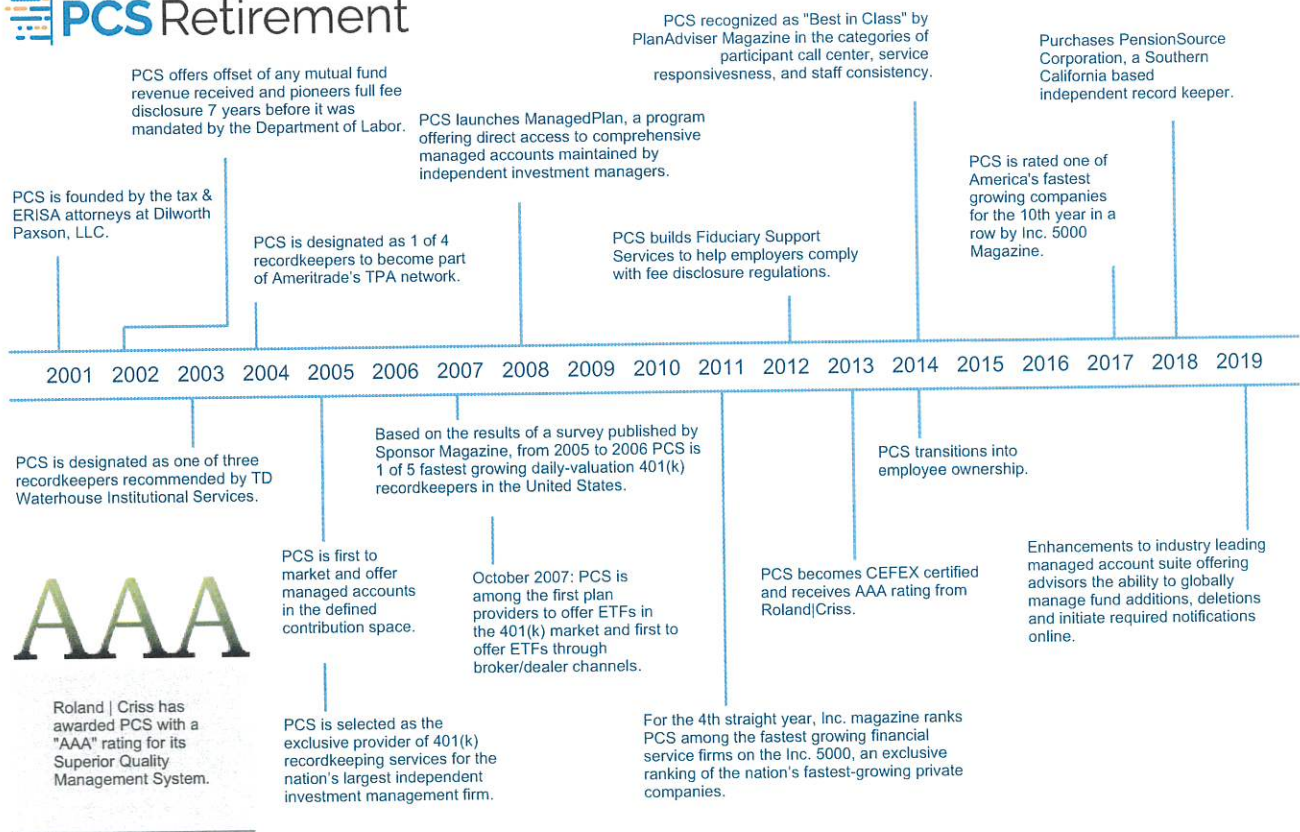 PCS Retirement
PCS offers offset of any mutual fund
revenue received and pioneers full fee
disclosure 7 years before it was
mandated by the Department of Labor.
PCS recognized as "Best in Class" by
PlanAdviser Magazine in the categories of
participant call center, service
responsivesness, and staff consistency.
Purchases PensionSource
Corporation, a Southern
California based
independent record keeper.
PCS is founded by the tax &
ERISA attorneys at Dilworth
Paxson, LLC.
PCS is designated as 1 of 4
recordkeepers to become part
of Ameritrade's TPA network.
PCS launches ManagedPlan, a program
offering direct access to comprehensive
managed accounts maintained by
independent investment managers.
PCS builds Fiduciary Support
Services to help employers comply
with fee disclosure regulations.
PCS is rated one of
America's fastest
growing companies
for the 10th year in a
row by Inc. 5000
Magazine.
2001 2002 2003 2004 2005 2006 2007 2008 2009 2010 2011 2012 2013 2014 2015 2016 2017 2018 2019
PCS is designated as one of three
recordkeepers recommended by TD
Waterhouse Institutional Services.
Based on the results of a survey published by
Sponsor Magazine, from 2005 to 2006 PCS is
1 of 5 fastest growing daily-valuation 401(k)
recordkeepers in the United States.
PCS transitions into
employee ownership.
PCS is first to
market and offer
managed accounts
in the defined
contribution space.
October 2007: PCS is
among the first plan
providers to offer ETFs in
the 401(k) market and first to
offer ETFs through
broker/dealer channels.
PCS becomes CEFEX certified
and receives AAA rating from
Roland|Criss.
Enhancements to industry leading
managed account suite offering
advisors the ability to globally
manage fund additions, deletions
and initiate required notifications
online.
AAA
Roland | Criss has
awarded PCS with a
"AAA" rating for its
Superior Quality
Management System.
PCS is selected as the
exclusive provider of 401(k)
recordkeeping services for the
nation's largest independent
investment management firm.
For the 4th straight year, Inc. magazine ranks
PCS among the fastest growing financial
service firms on the Inc. 5000, an exclusive
ranking of the nation's fastest-growing private
companies.